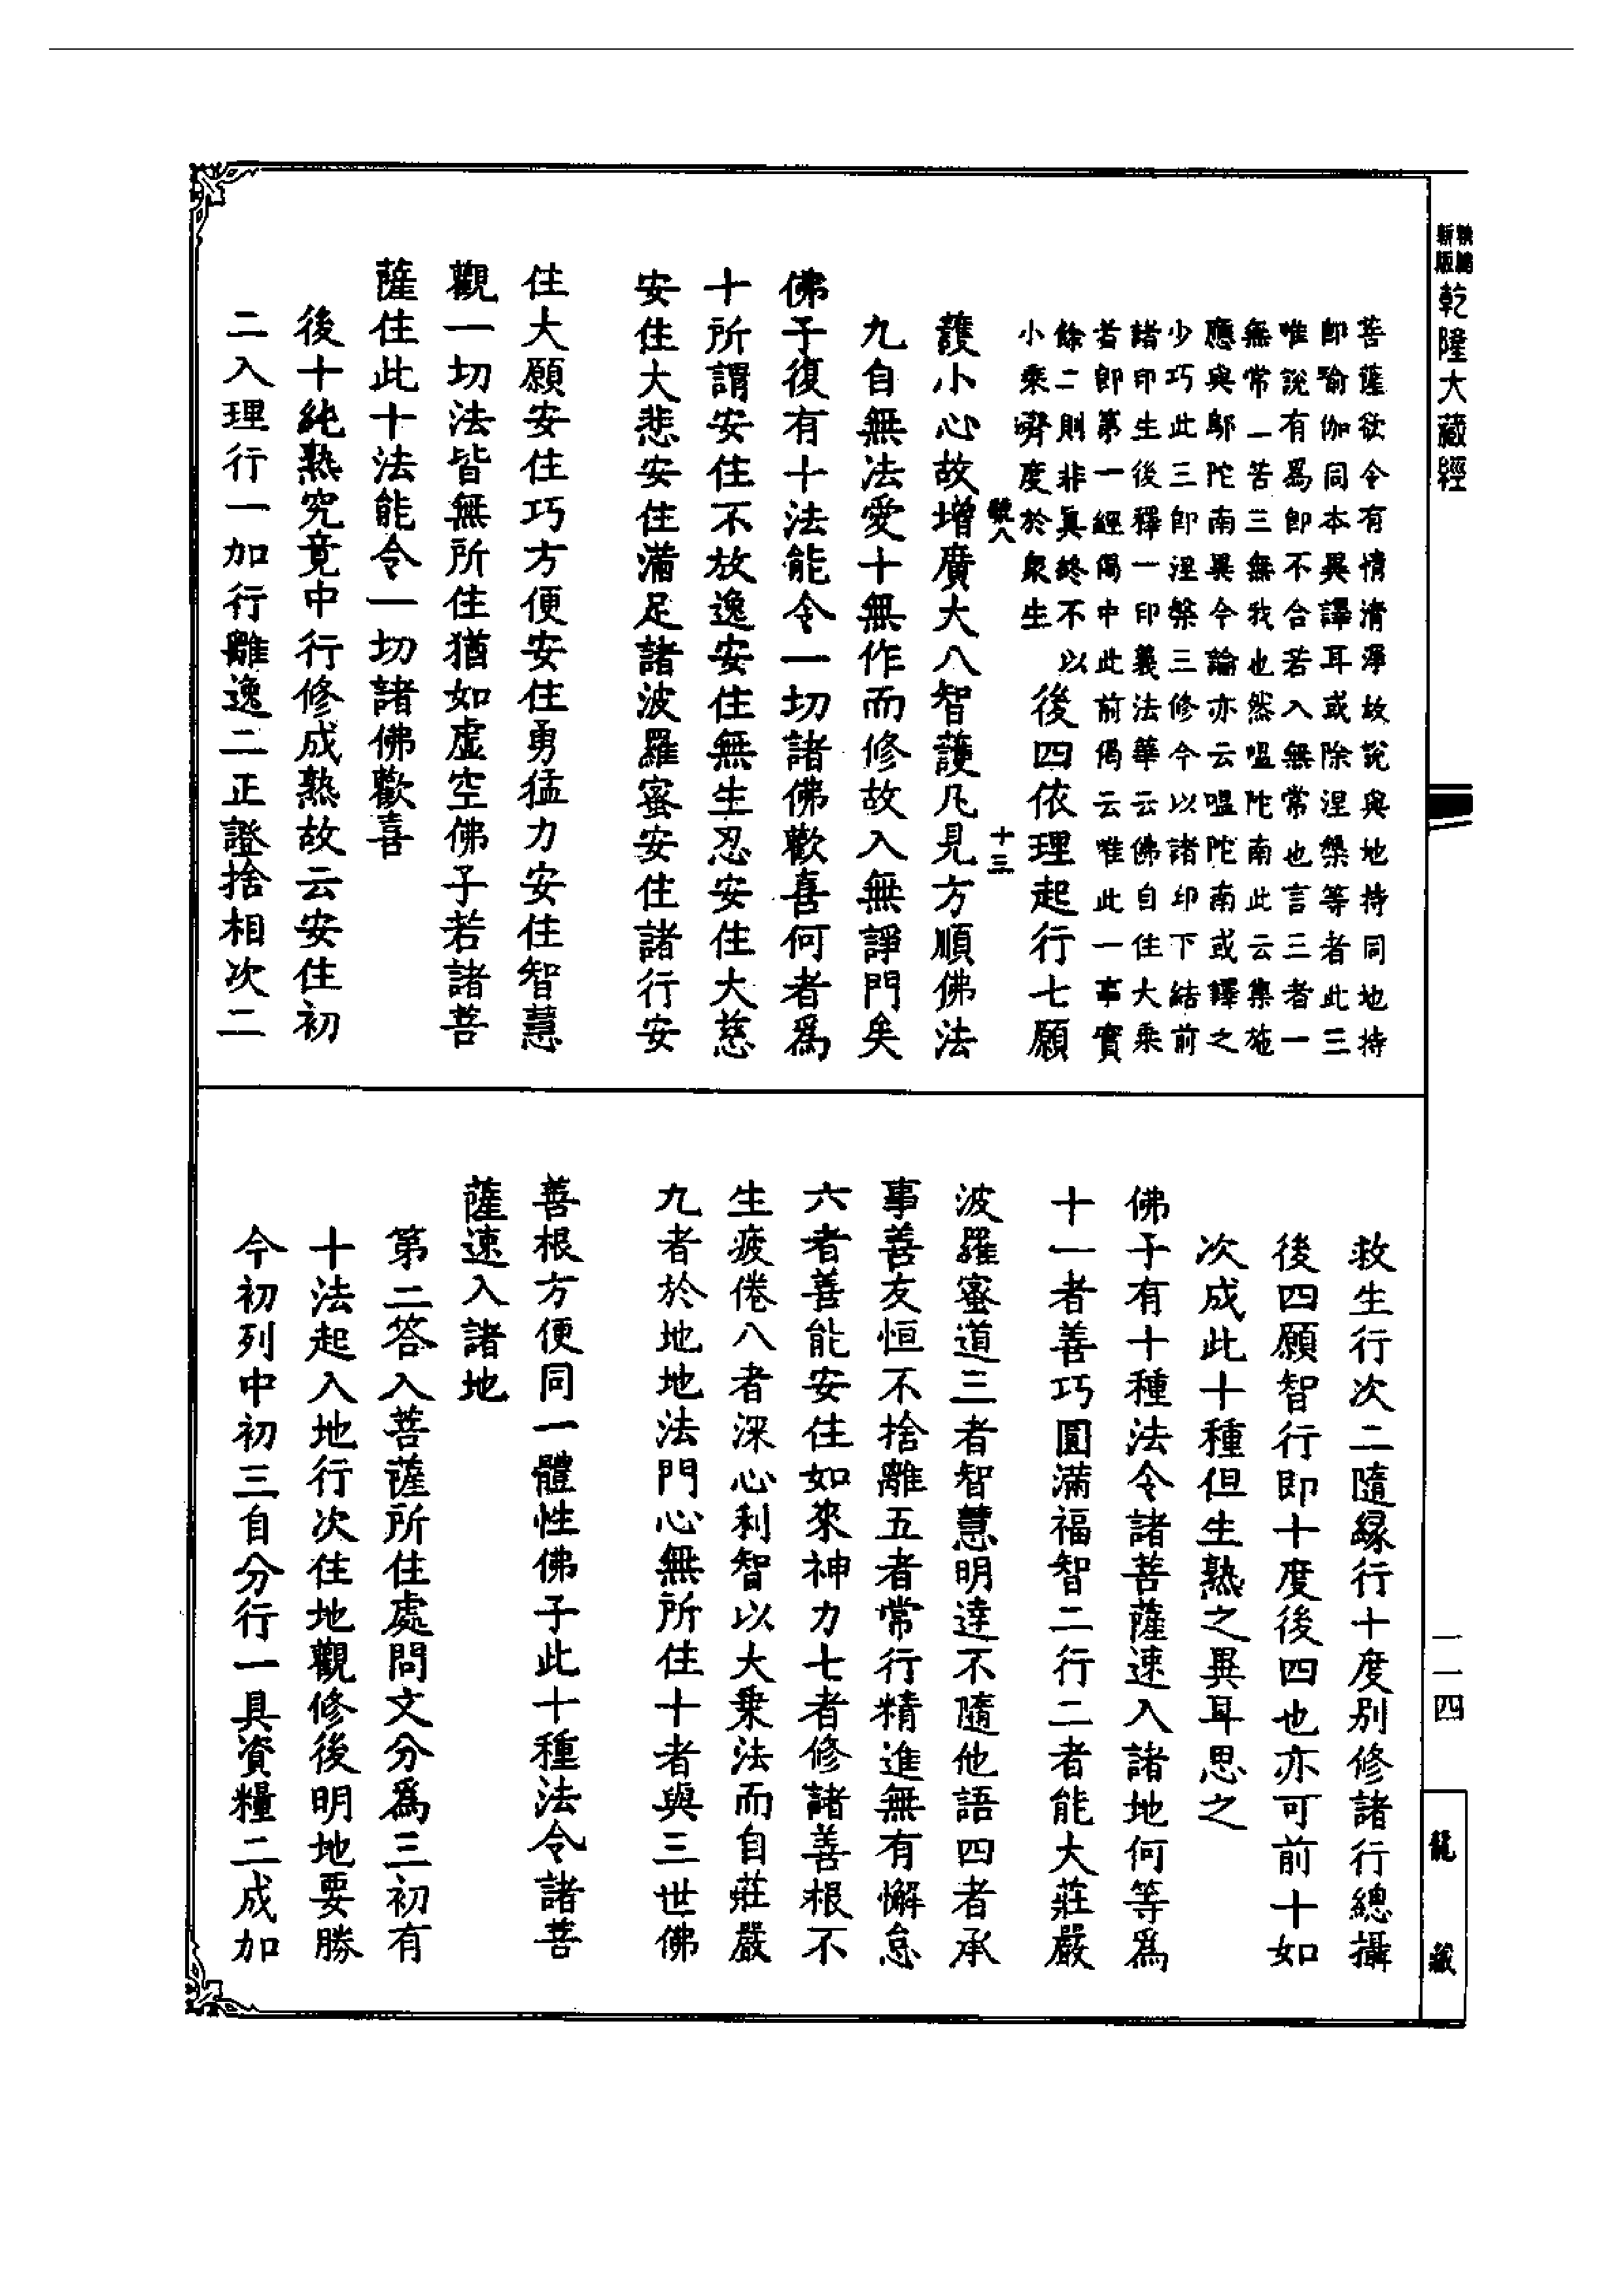 新版
乾隆大藏經
菩薩欲令有情清淨故說與地持同地持
即瑜伽同本異譯耳或除涅槃等者此三
唯說有爲即不合若入無常也言三者一
無常二苦三無我也然嗢陀南此云集施
應與鄔陀南異今論亦云嗢陀南或譯之
少巧此三即涅槃三修今以諸印下結前
諸印生後釋一印義法華云佛自住大乘
若即第一經偈中此前偈云唯此一事實
餘二則非眞終不以
小乘濟度於衆生
後四依理起行七願
號八
十三
護小心故增廣大八智護凡見方順佛法
九自無法愛十無作而修故入無諍門矣
佛子復有十法能令一切諸佛歡喜何者爲
十所謂安住不放逸安住無生忍安住大慈
安住大悲安住滿足諸波羅蜜安住諸行安
住大願安住巧方便安住勇猛力安住智慧
觀一切法皆無所住猶如虛空佛子若諸菩
薩住此十法能令一切諸佛歡喜
後十純熟究竟中行修成熟故云安住初
二入理行一加行離逸二正證捨相次二
救生行次二隨緣行十度別修諸行總攝
後四願智行即十度後四也亦可前十如
次成此十種但生熟之異耳思之
佛子有十種法令諸菩薩速入諸地何等爲
十一者善巧圓滿福智二行二者能大莊嚴
波羅蜜道三者智慧明達不隨他語四者承
事善友恒不捨離五者常行精進無有懈怠
六者善能安住如來神力七者修諸善根不
生疲倦八者深心利智以大乘法而自莊嚴
九者於地地法門心無所住十者與三世佛
善根方便同一體性佛子此十種法令諸菩
薩速入諸地
第二答入菩薩所住處問文分爲三初有
十法起入地行次住地觀修後明地要勝
今初列中初三自分行一具資糧二成加
一一四
龍藏